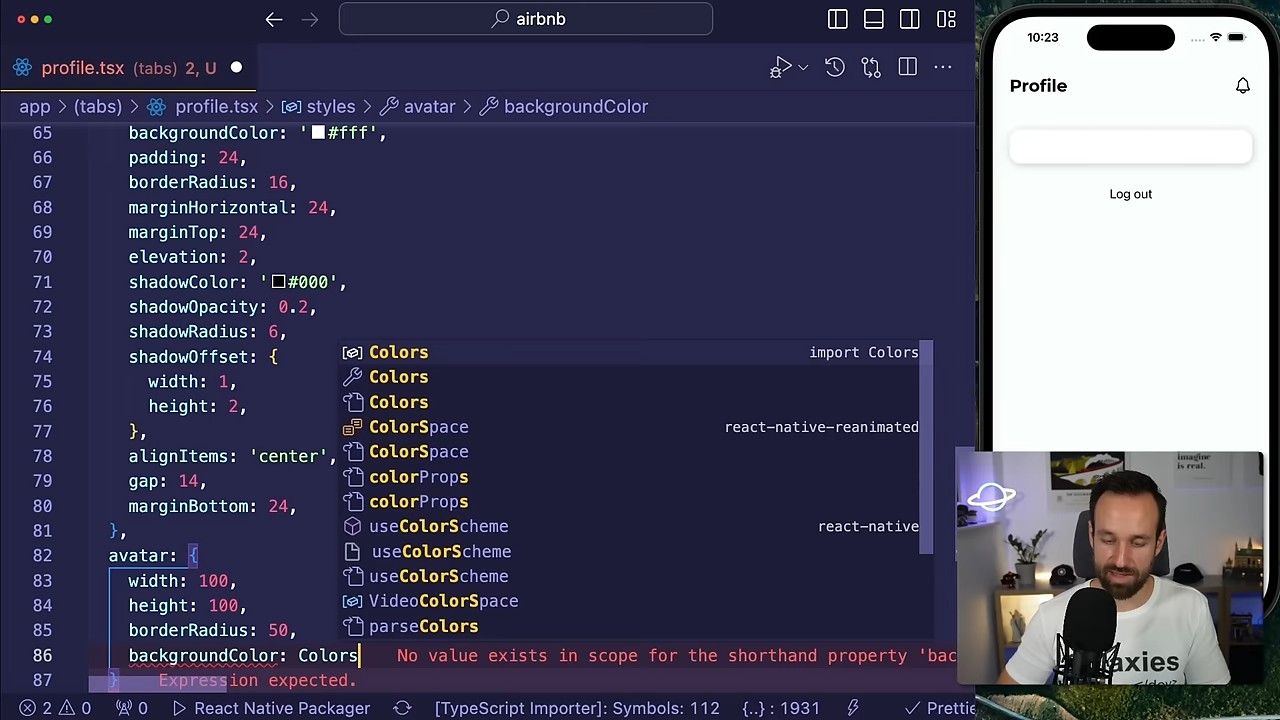 airbnb
profile.tsx (tabs) 2, U
app > (tabs) > profile.tsx > styles > avatar > backgroundColor
65 backgroundColor: '#fff',
66 padding: 24,
67 borderRadius: 16,
68 marginHorizontal: 24,
69 marginTop: 24,
70 elevation: 2,
71 shadowColor: '#000',
72 shadowOpacity: 0.2,
73 shadowRadius: 6,
74 shadowOffset: {
75 width: 1,
76 height: 2,
77 },
78 alignItems: 'center',
79 gap: 14,
80 marginBottom: 24,
81 },
82 avatar: {
83 width: 100,
84 height: 100,
85 borderRadius: 50,
86 backgroundColor: Colors No value exists in scope for the shorthand property 'bac
87 } Expression expected.
Colors import Colors
Colors
Colors
ColorSpace react-native-reanimated
ColorSpace
colorProps
colorProps
useColorScheme react-native
useColorScheme
useColorScheme
VideoColorSpace
parseColors
2 0 0 React Native Packager [TypeScript Importer]: Symbols: 112 {..} : 1931 Prettie
10:23
Profile
Log out
imagine
is real.
axies
</dev>